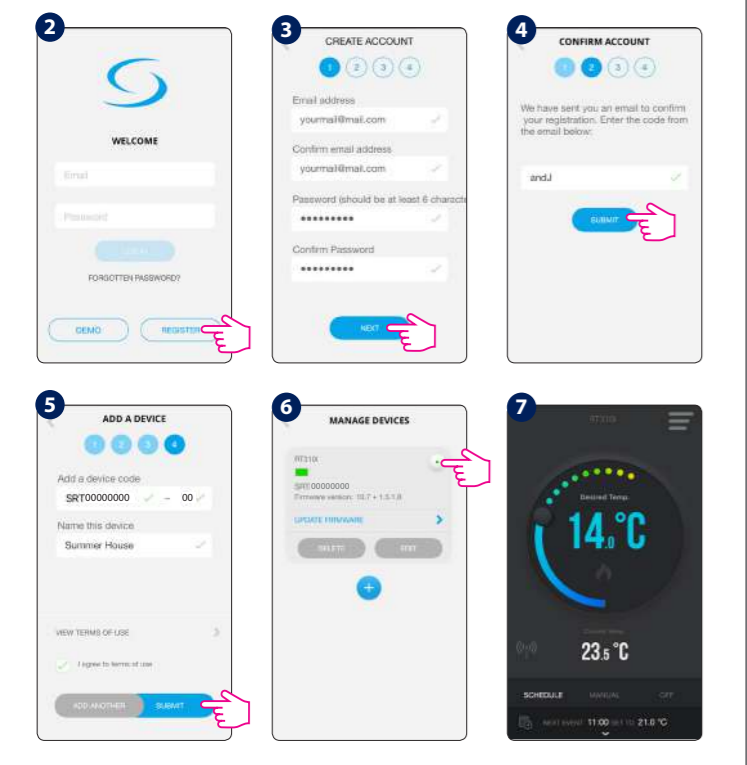 2
WELCOME
Email
Password
LOGIN
FORGOTTEN PASSWORD?
DEMO
REGISTER
3
CREATE ACCOUNT
1 2 3 4
Email address
yourmail@mail.com
Confirm email address
yourmail@mail.com
Password (should be at least 6 characte
•••••••••
Confirm Password
•••••••••
NEXT
4
CONFIRM ACCOUNT
1 2 3 4
We have sent you an email to confirm
your registration. Enter the code from
the email below:
andJ
SUBMIT
5
ADD A DEVICE
1 2 3 4
Add a device code
SRT00000000 – 00
Name this device
Summer House
VIEW TERMS OF USE
I agree to terms of use
ADD ANOTHER
SUBMIT
6
MANAGE DEVICES
RT310i
SRT00000000
UPDATE FIRMWARE
DELETE
EDIT
+
7
RT310i
Desired Temp.
14.0 °C
23.5 °C
SCHEDULE MANUAL OFF
NEXT EVENT 11:00 SET TO 21.0 °C